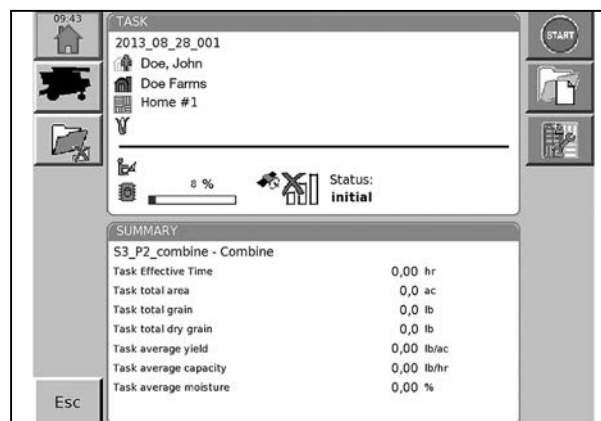 09:43
TASK
START
2013_08_28_001
Doe, John
Doe Farms
Home #1
8 %
Status:
initial
SUMMARY
S3_P2_combine - Combine
Task Effective Time 0,00 hr
Task total area 0,0 ac
Task total grain 0,0 lb
Task total dry grain 0,0 lb
Task average yield 0,00 lb/ac
Task average capacity 0,00 lb/hr
Task average moisture 0,00 %
Esc